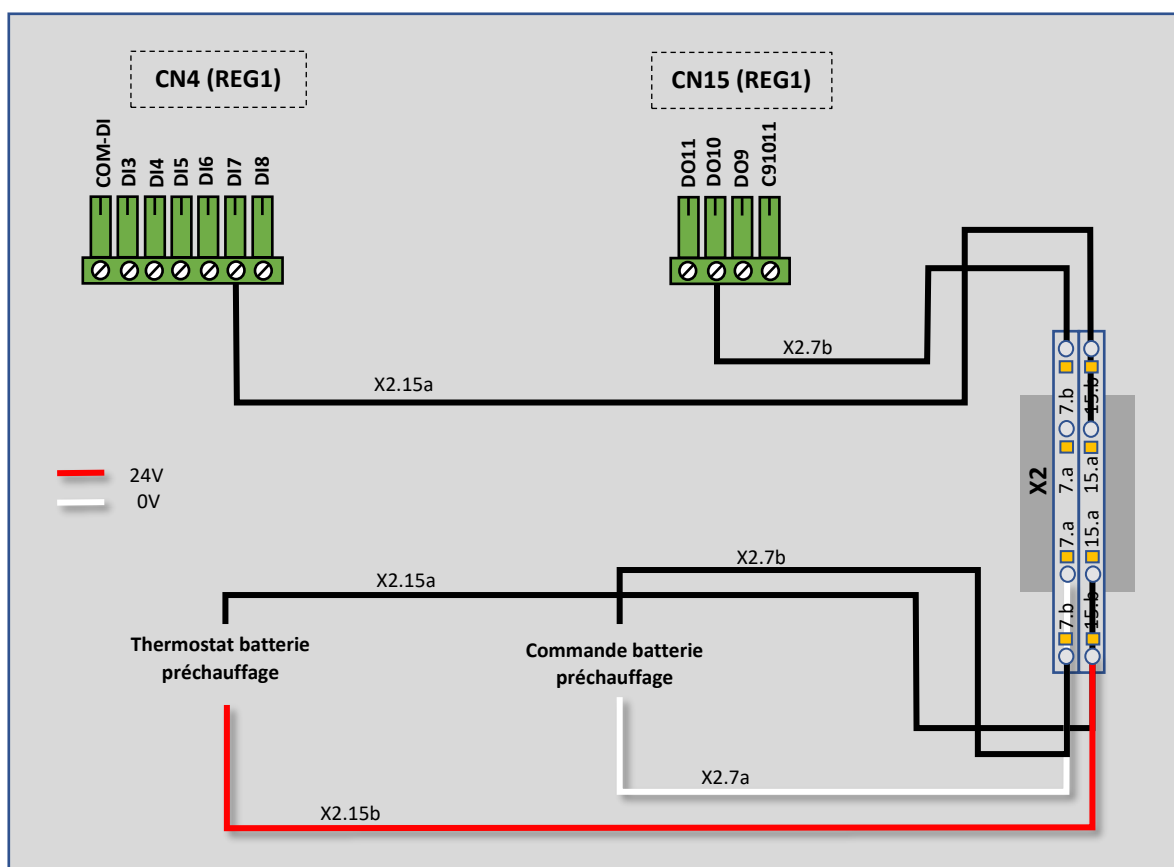 CN4 (REG1)
CN15 (REG1)
COM-DI
DI3
DI4
DI5
DI6
DI7
DI8
DO11
DO10
DO9
C91011
X2.7b
X2.15a
7.b
15.b
7.a
15.a
X2
24V
0V
7.a
15.a
X2.7b
X2.15a
7.b
15.b
Thermostat batterie
préchauffage
Commande batterie
préchauffage
X2.7a
X2.15b